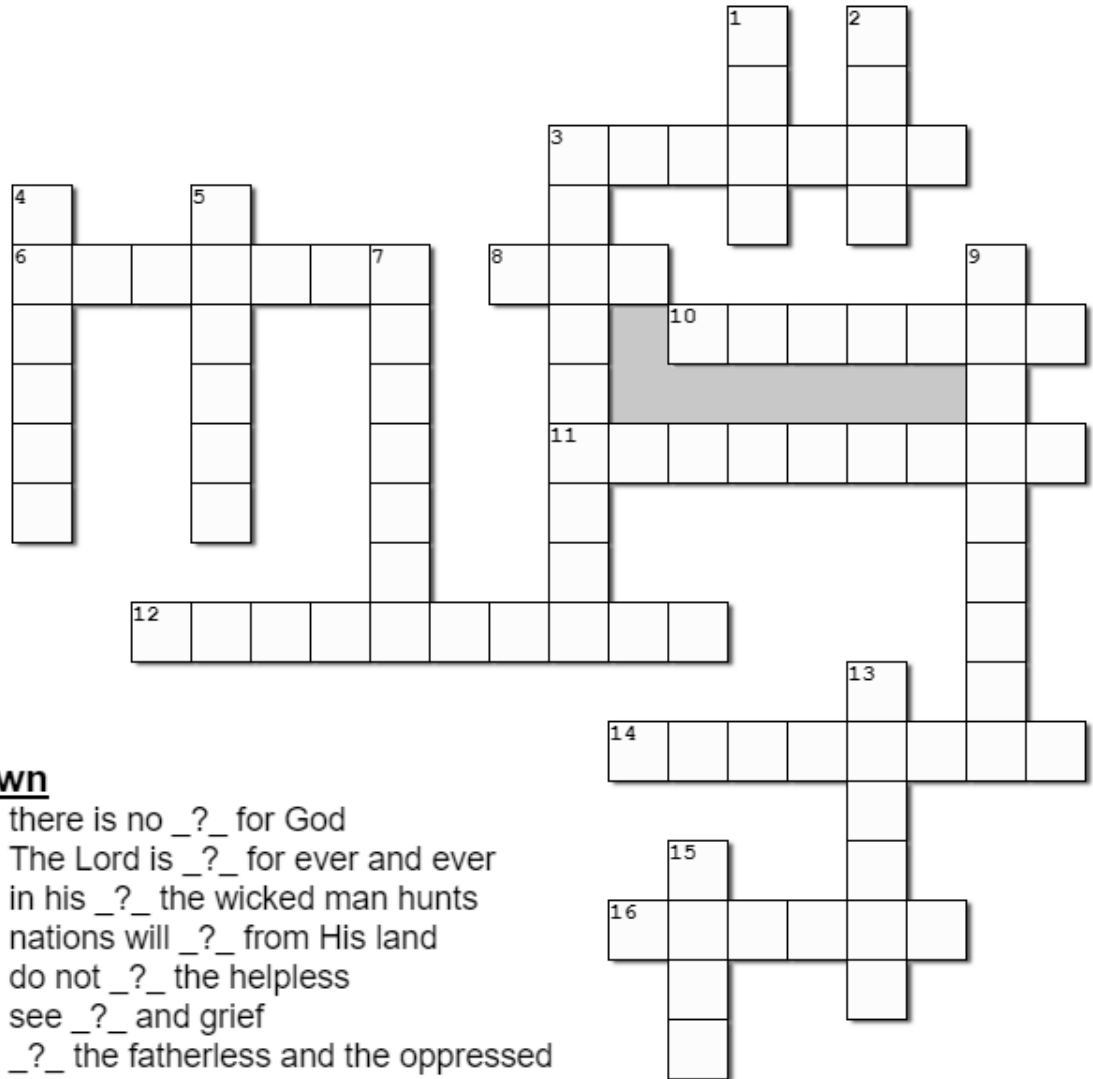 1
2
3
4
5
6
7
8
9
10
11
12
13
14
15
16
wn
there is no _?_ for God
The Lord is _?_ for ever and ever
in his _?_ the wicked man hunts
nations will _?_ from His land
do not _?_ the helpless
see _?_ and grief
_?_ the fatherless and the oppressed